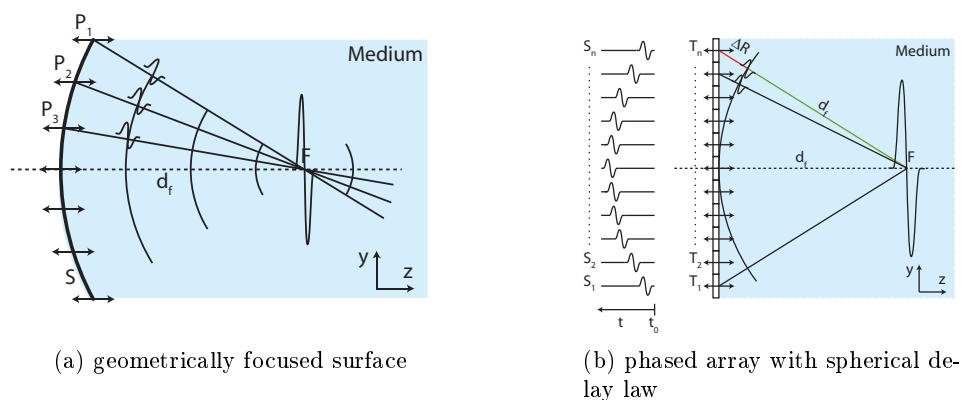 P1
P2
P3
Medium
F
df
S
y
z
(a) geometrically focused surface
Sn
S2
S1
t
t0
Tn
ΔR
Medium
df
df
F
T2
T1
y
z
(b) phased array with spherical de-
lay law